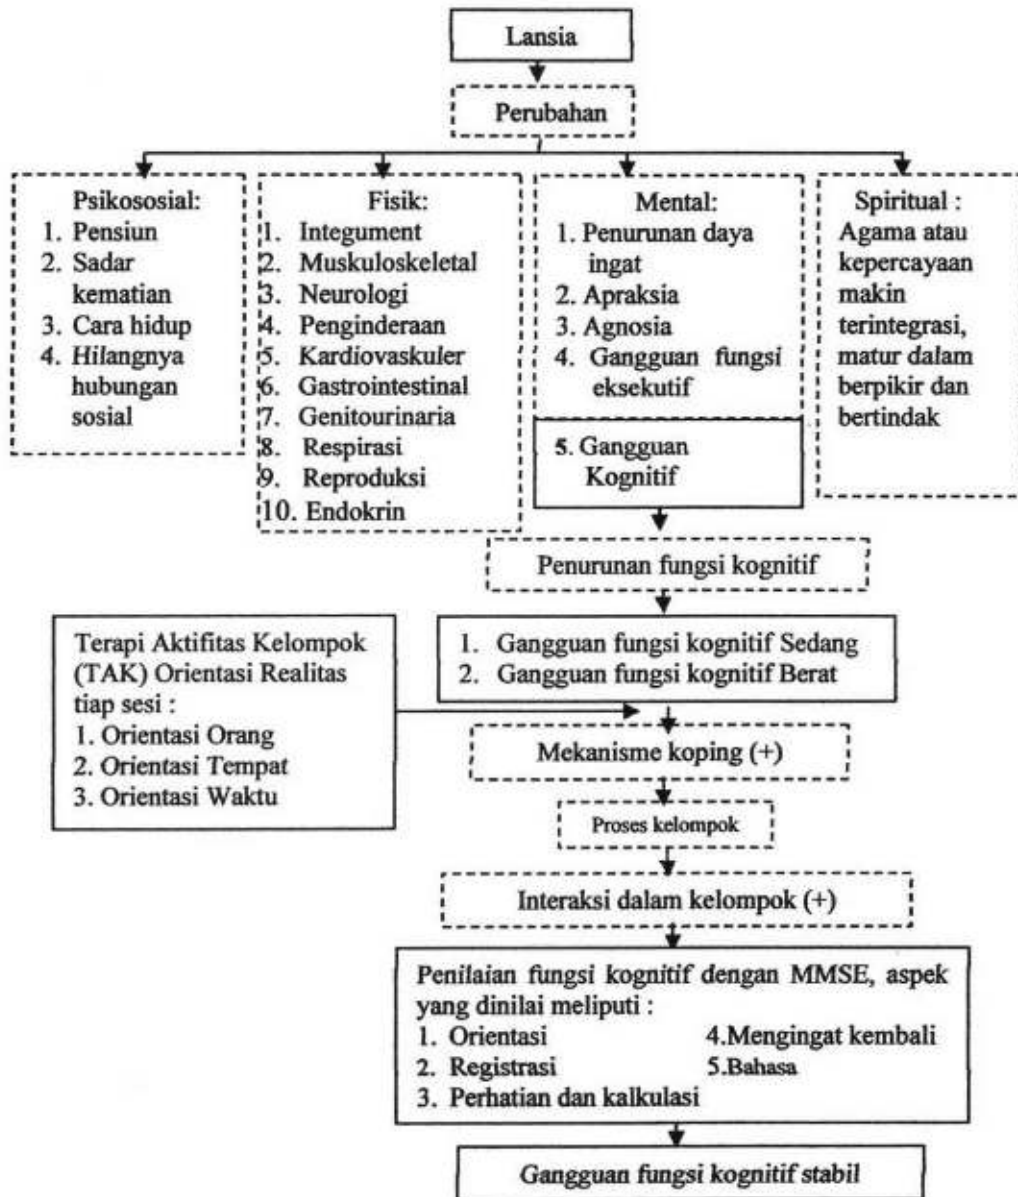 Lansia
Perubahan
Psikososial:
1. Pensiun
2. Sadar
kematian
3. Cara hidup
4. Hilangnya
hubungan
sosial
Fisik:
1. Integument
2. Muskuloskeletal
3. Neurologi
4. Penginderaan
5. Kardiovaskuler
6. Gastrointestinal
7. Genitourinaria
8. Respirasi
9. Reproduksi
10. Endokrin
Mental:
1. Penurunan daya
ingat
2. Apraksia
3. Agnosia
4. Gangguan fungsi
eksekutif
5. Gangguan
Kognitif
Spiritual :
Agama atau
kepercayaan
makin
terintegrasi,
matur dalam
berpikir dan
bertindak
Penurunan fungsi kognitif
1. Gangguan fungsi kognitif Sedang
2. Gangguan fungsi kognitif Berat
Terapi Aktifitas Kelompok
(TAK) Orientasi Realitas
tiap sesi :
1. Orientasi Orang
2. Orientasi Tempat
3. Orientasi Waktu
Mekanisme koping (+)
Proses kelompok
Interaksi dalam kelompok (+)
Penilaian fungsi kognitif dengan MMSE, aspek
yang dinilai meliputi :
1. Orientasi
2. Registrasi
3. Perhatian dan kalkulasi
4.Mengingat kembali
5.Bahasa
Gangguan fungsi kognitif stabil